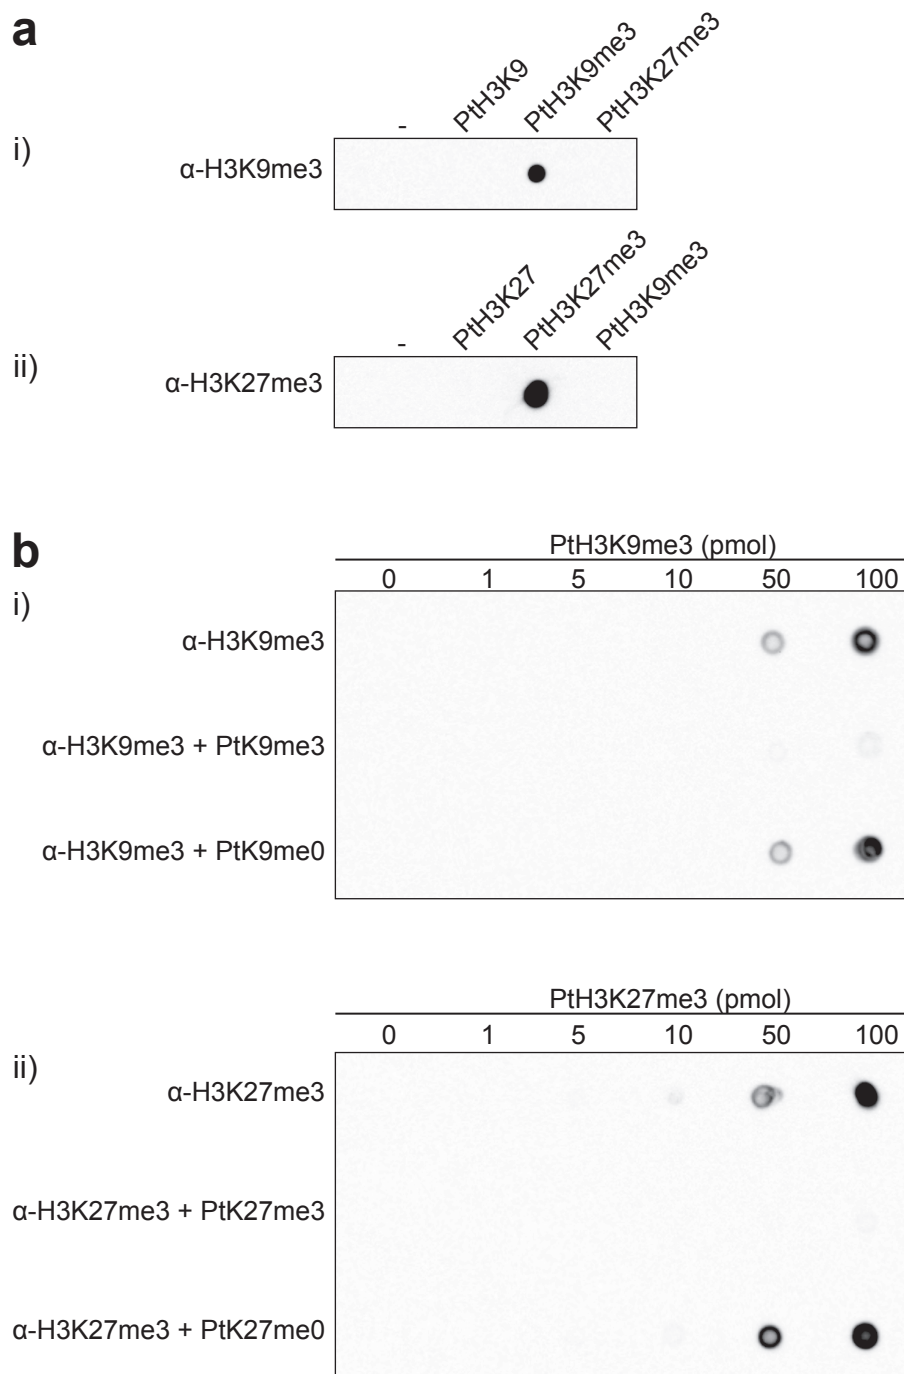 a
- PtH3K9 PtH3K9me3 PtH3K27me3
i)
α-H3K9me3
- PtH3K27 PtH3K27me3 PtH3K9me3
ii)
α-H3K27me3
b
PtH3K9me3 (pmol)
0 1 5 10 50 100
i)
α-H3K9me3
α-H3K9me3 + PtK9me3
α-H3K9me3 + PtK9me0
PtH3K27me3 (pmol)
0 1 5 10 50 100
ii)
α-H3K27me3
α-H3K27me3 + PtK27me3
α-H3K27me3 + PtK27me0